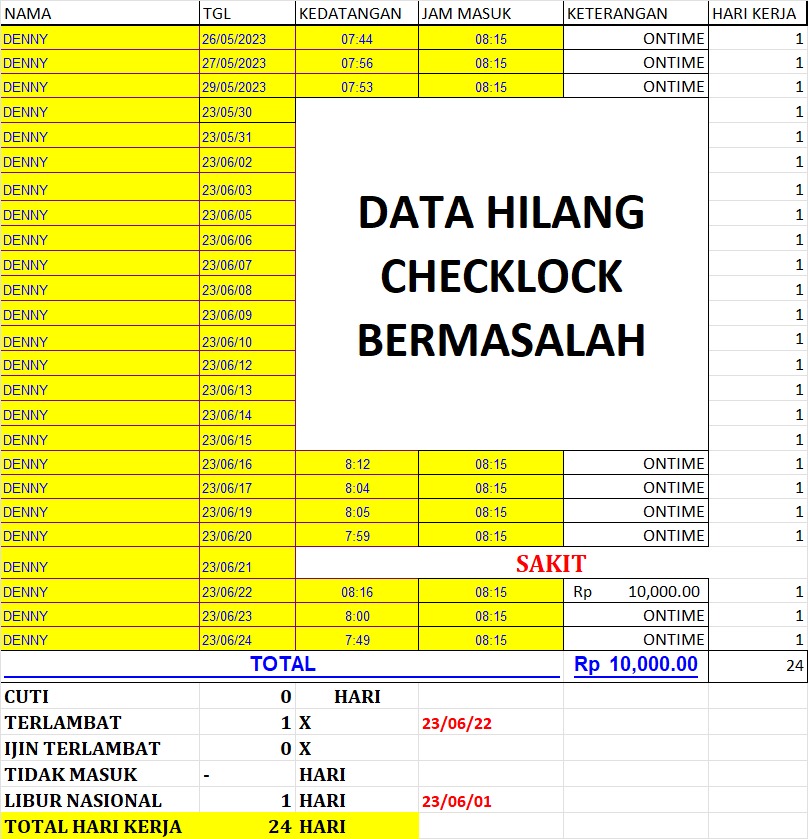 NAMA TGL KEDATANGAN JAM MASUK KETERANGAN HARI KERJA
DENNY 26/05/2023 07:44 08:15 ONTIME 1
DENNY 27/05/2023 07:56 08:15 ONTIME 1
DENNY 29/05/2023 07:53 08:15 ONTIME 1
DENNY 23/05/30 1
DENNY 23/05/31 1
DENNY 23/06/02 1
DENNY 23/06/03 1
DENNY 23/06/05 1
DENNY 23/06/06 1
DENNY 23/06/07 1
DENNY 23/06/08 1
DENNY 23/06/09 1
DENNY 23/06/10 1
DENNY 23/06/12 1
DENNY 23/06/13 1
DENNY 23/06/14 1
DENNY 23/06/15 1
DATA HILANG
CHECKLOCK
BERMASALAH
DENNY 23/06/16 8:12 08:15 ONTIME 1
DENNY 23/06/17 8:04 08:15 ONTIME 1
DENNY 23/06/19 8:05 08:15 ONTIME 1
DENNY 23/06/20 7:59 08:15 ONTIME 1
DENNY 23/06/21 SAKIT
DENNY 23/06/22 08:16 08:15 Rp 10,000.00 1
DENNY 23/06/23 8:00 08:15 ONTIME 1
DENNY 23/06/24 7:49 08:15 ONTIME 1
TOTAL Rp 10,000.00 24
CUTI 0 HARI
TERLAMBAT 1 X 23/06/22
IJIN TERLAMBAT 0 X
TIDAK MASUK - HARI
LIBUR NASIONAL 1 HARI 23/06/01
TOTAL HARI KERJA 24 HARI